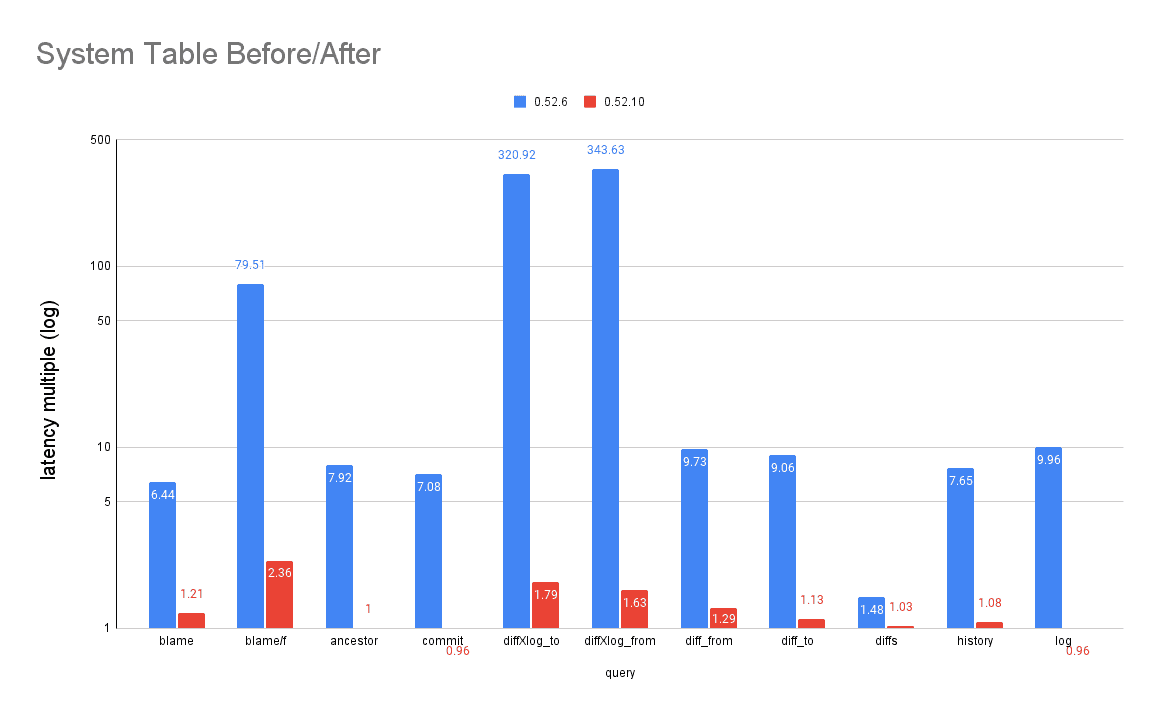 System Table Before/After
0.52.6 0.52.10
500
320.92 343.63
100
79.51
50
latency multiple (log)
10
9.73 9.06 9.96
7.92 7.08 7.65
6.44
5
2.36
1.79 1.63
1.21 1 1.29 1.13 1.48 1.03 1.08
1
blame blame/f ancestor commit diffXlog_to diffXlog_from diff_from diff_to diffs history log
0.96 0.96
query